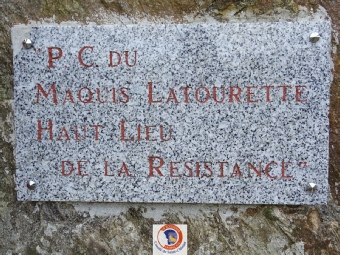 P C DU
MAQUIS LATOURETTE
HAUT LIEU
DE LA RESISTANCE"